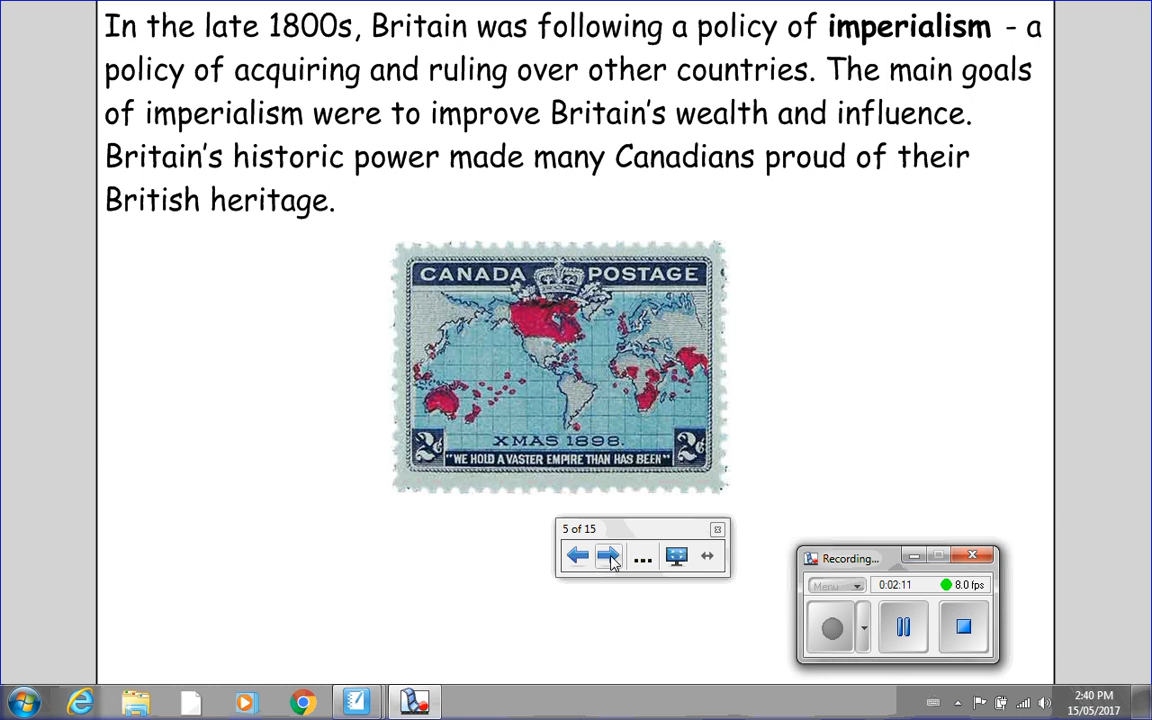 In the late 1800s, Britain was following a policy of imperialism - a
policy of acquiring and ruling over other countries. The main goals
of imperialism were to improve Britain's wealth and influence.
Britain's historic power made many Canadians proud of their
British heritage.
CANADA POSTAGE
XMAS 1898.
2c 2c
"WE HOLD A VASTER EMPIRE THAN HAS BEEN"
5 of 15
...
Recording...
Menu 0:02:11 8.0 fps
2:40 PM
15/05/2017